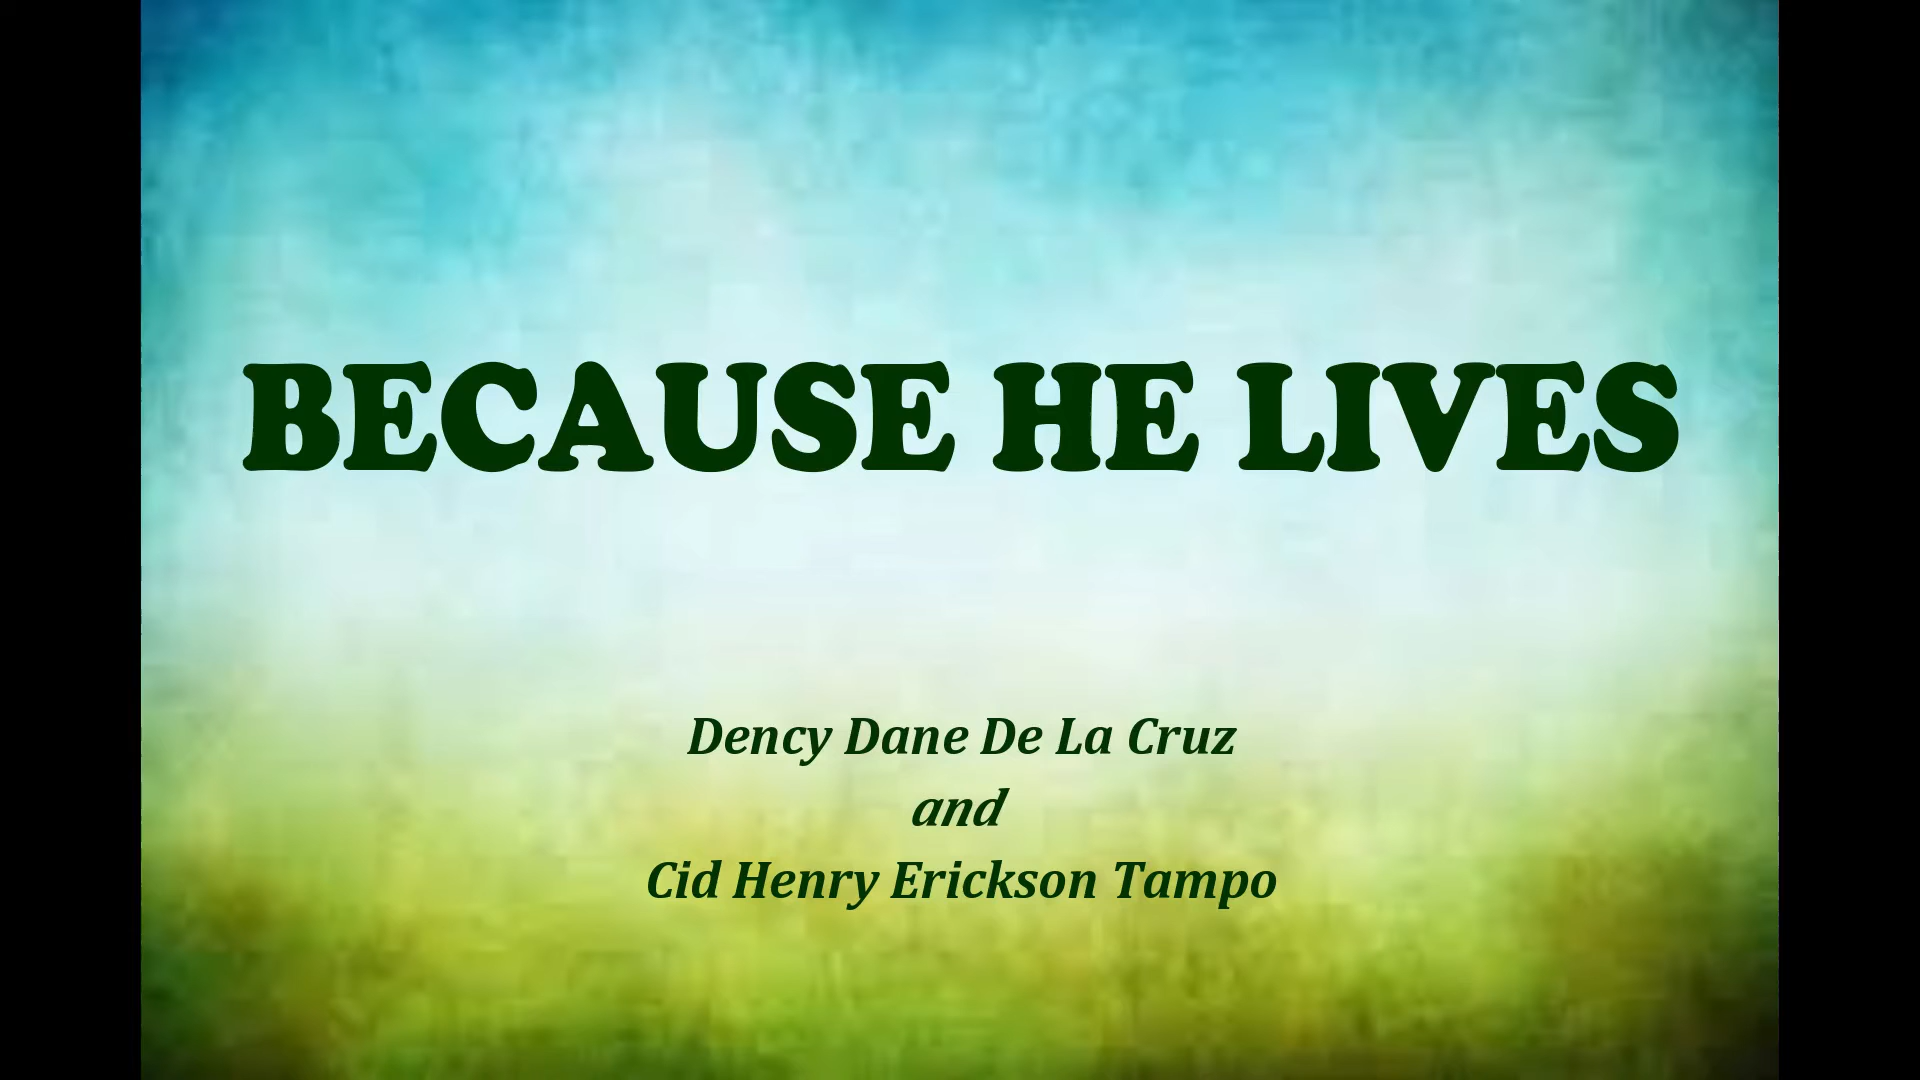 BECAUSE HE LIVES
Dency Dane De La Cruz
and
Cid Henry Erickson Tampo